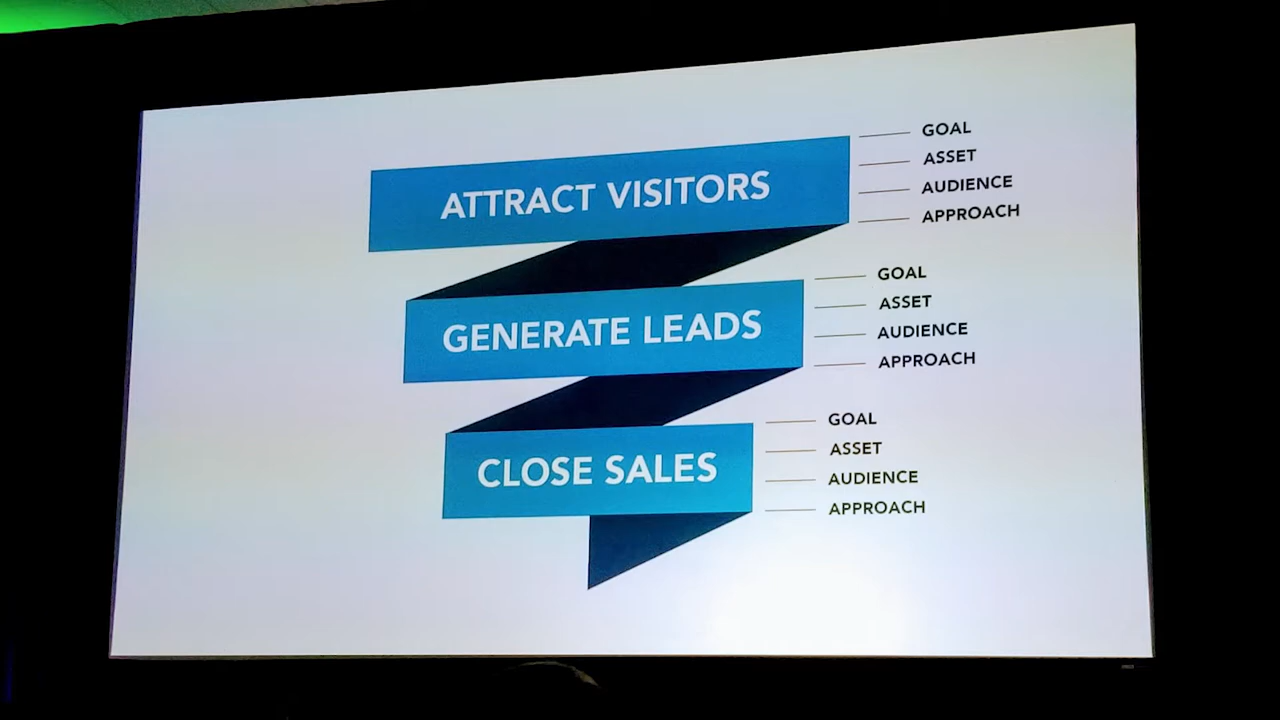 ATTRACT VISITORS
GOAL
ASSET
AUDIENCE
APPROACH
GENERATE LEADS
GOAL
ASSET
AUDIENCE
APPROACH
CLOSE SALES
GOAL
ASSET
AUDIENCE
APPROACH